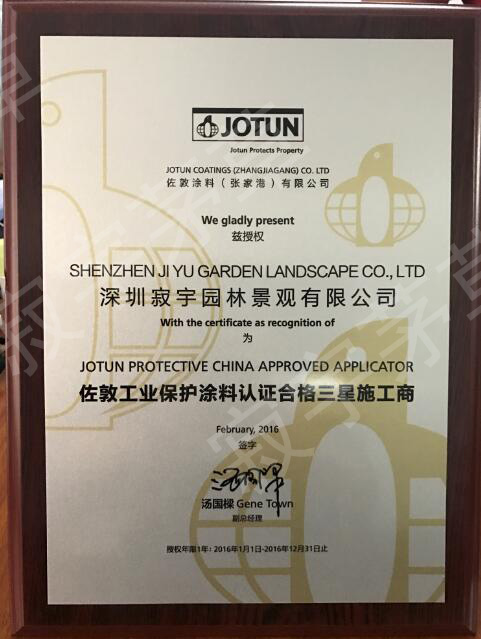 JOTUN
Jotun Protects Property
JOTUN COATINGS (ZHANGJIAGANG) CO. LTD
佐敦涂料（张家港）有限公司
We gladly present
兹授权
SHENZHEN JI YU GARDEN LANDSCAPE CO., LTD
深圳寂宇园林景观有限公司
With the certificate as recognition of
为
JOTUN PROTECTIVE CHINA APPROVED APPLICATOR
佐敦工业保护涂料认证合格三星施工商
February, 2016
签字
汤国樑 Gene Town
副总经理
授权年限1年：2016年1月1日-2016年12月31日止